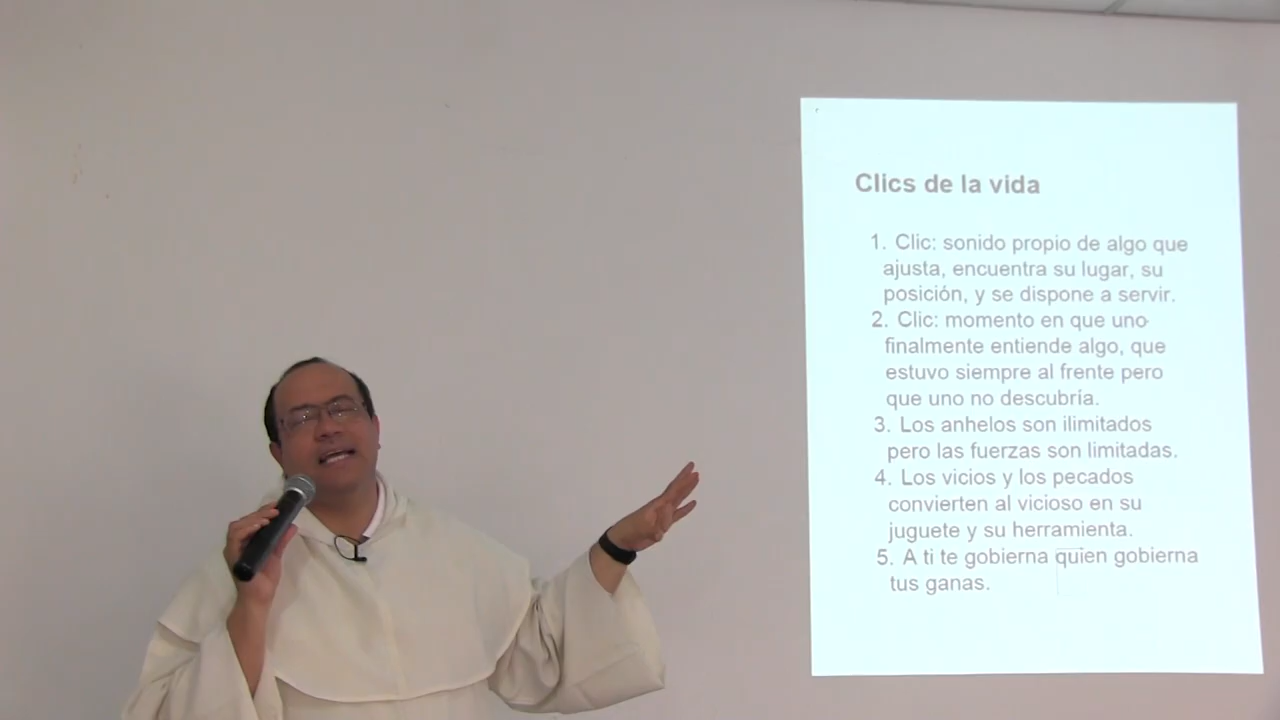 Clics de la vida
1. Clic: sonido propio de algo que
ajusta, encuentra su lugar, su
posición, y se dispone a servir.
2. Clic: momento en que uno
finalmente entiende algo, que
estuvo siempre al frente pero
que uno no descubría.
3. Los anhelos son ilimitados
pero las fuerzas son limitadas.
4. Los vicios y los pecados
convierten al vicioso en su
juguete y su herramienta.
5. A ti te gobierna quien gobierna
tus ganas.